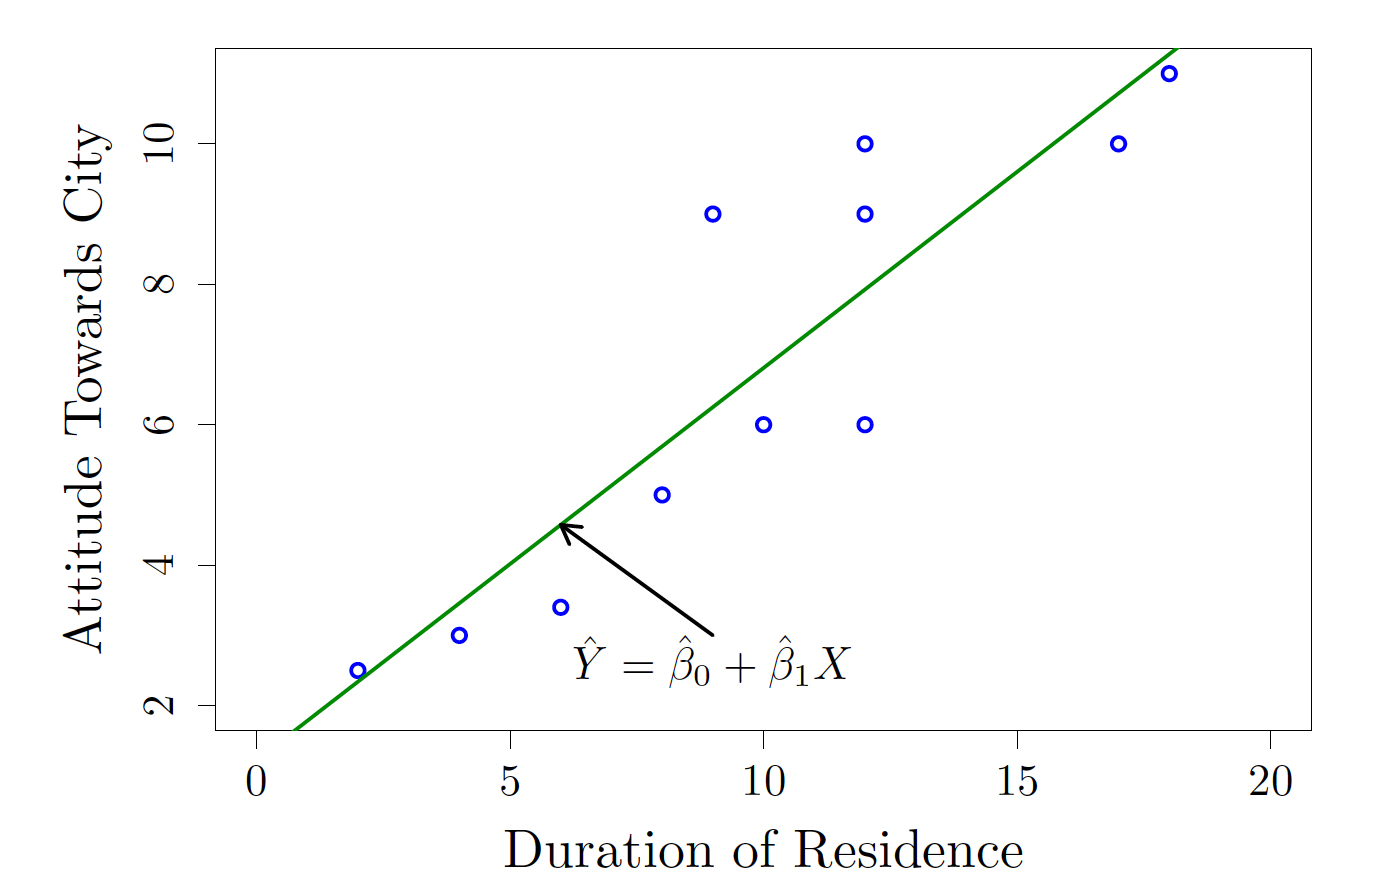 Attitude Towards City
10
8
6
4
2
Ŷ = β̂₀ + β̂₁X
0 5 10 15 20
Duration of Residence